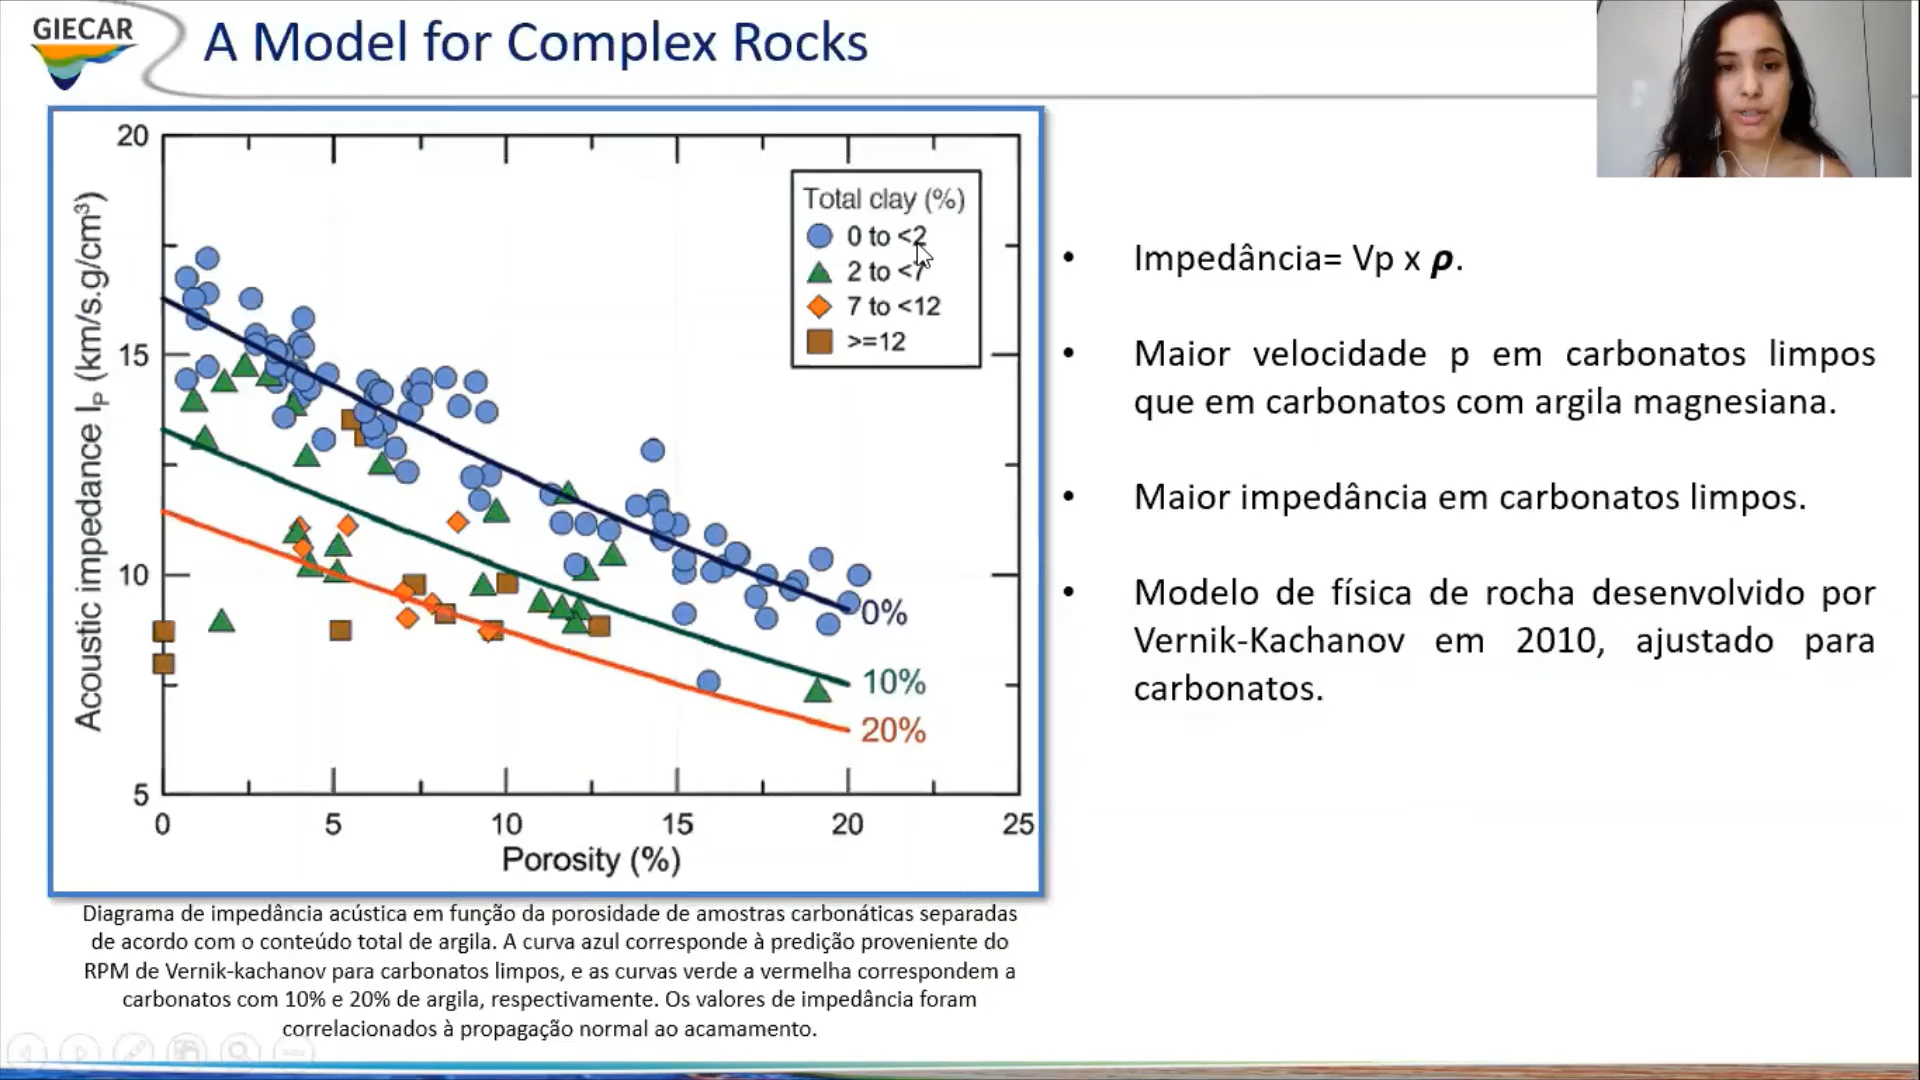 GIECAR
A Model for Complex Rocks
20
15
10
5
Acoustic impedance IP (km/s.g/cm³)
Total clay (%)
0 to <2
2 to <7
7 to <12
>=12
0%
10%
20%
0
5
10
15
20
25
Porosity (%)
Diagrama de impedância acústica em função da porosidade de amostras carbonáticas separadas
de acordo com o conteúdo total de argila. A curva azul corresponde à predição proveniente do
RPM de Vernik-kachanov para carbonatos limpos, e as curvas verde a vermelha correspondem a
carbonatos com 10% e 20% de argila, respectivamente. Os valores de impedância foram
correlacionados à propagação normal ao acamamento.
• Impedância= Vp x ρ.
• Maior velocidade p em carbonatos limpos
que em carbonatos com argila magnesiana.
• Maior impedância em carbonatos limpos.
• Modelo de física de rocha desenvolvido por
Vernik-Kachanov em 2010, ajustado para
carbonatos.